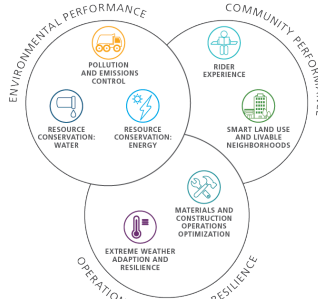 ENVIRONMENTAL PERFORMANCE
POLLUTION
AND EMISSIONS
CONTROL
RESOURCE
CONSERVATION:
WATER
RESOURCE
CONSERVATION:
ENERGY
COMMUNITY
RIDER
EXPERIENCE
SMART LAND USE
AND LIVABLE
NEIGHBORHOODS
MATERIALS AND
CONSTRUCTION
OPERATIONS
OPTIMIZATION
EXTREME WEATHER
ADAPTION AND
RESILIENCE
RESILIENCE